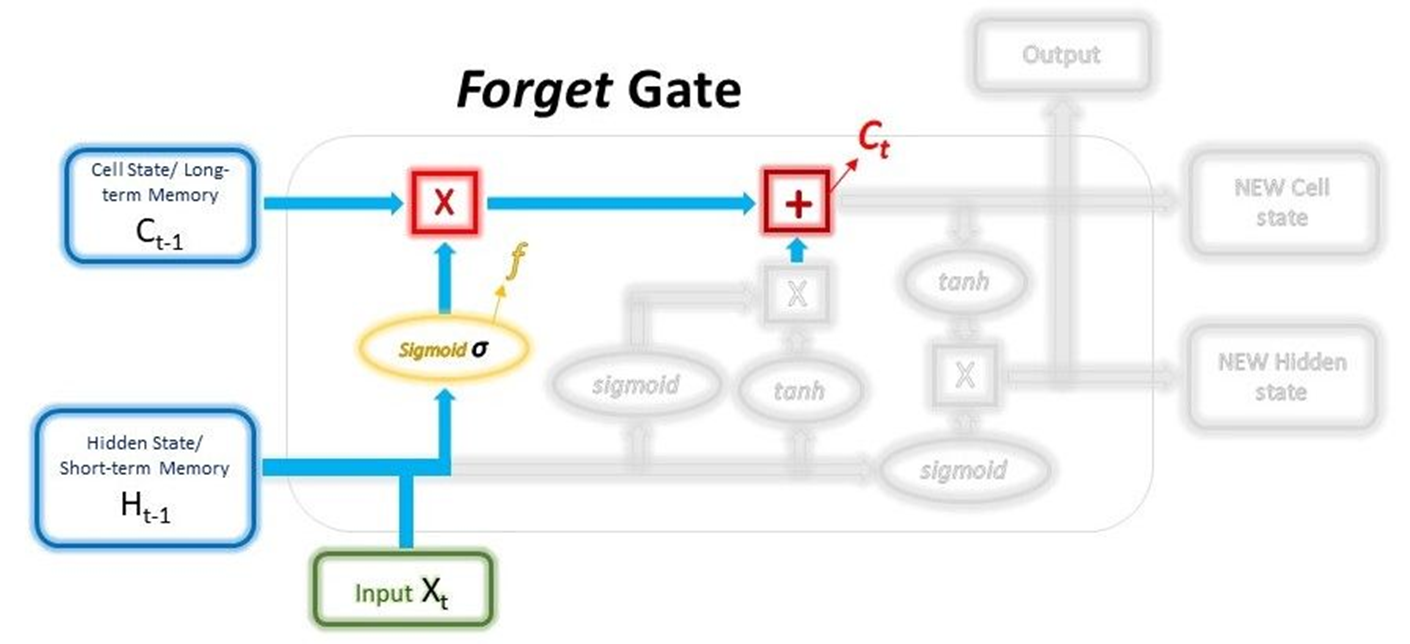 Output
Forget Gate
Cell State/ Long-
term Memory
Ct-1
X
+
Ct
NEW Cell
state
f
tanh
X
Sigmoid σ
sigmoid
tanh
X
NEW Hidden
state
Hidden State/
Short-term Memory
Ht-1
sigmoid
Input Xt